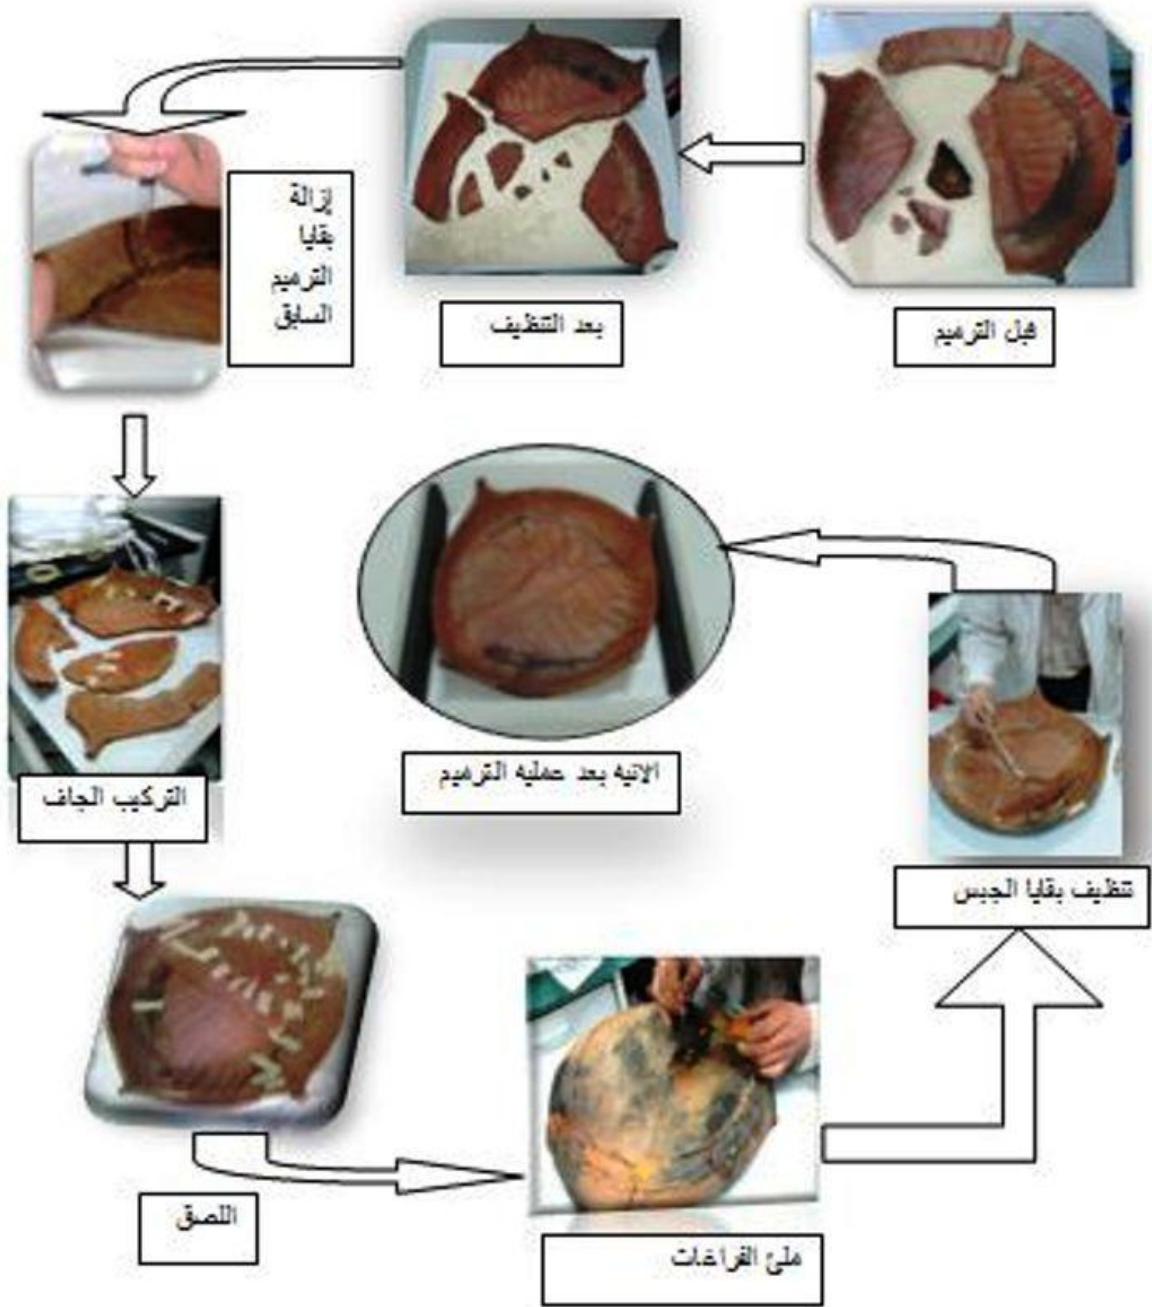 قبل الترميم
بعد التنظيف
إزالة
بقايا
الترميم
السابق
التركيب الجاف
اللصق
ملئ الفراغات
تنظيف بقايا الجبس
الانيه بعد عمليه الترميم